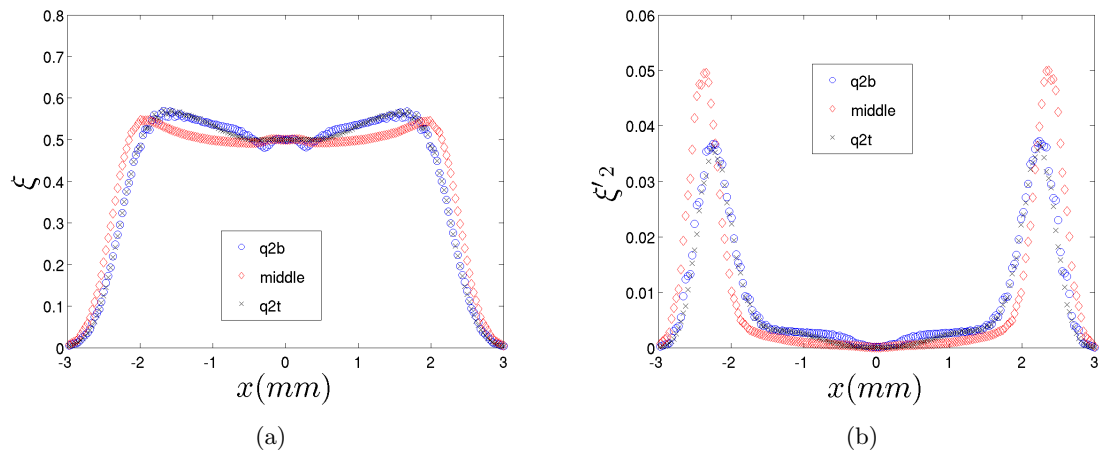 0.8
0.7
0.6
0.5
0.4
0.3
0.2
0.1
0
-3 -2 -1 0 1 2 3
ξ
x(mm)
q2b
middle
q2t
(a)
0.06
0.05
0.04
0.03
0.02
0.01
0
-3 -2 -1 0 1 2 3
ξ′₂
x(mm)
q2b
middle
q2t
(b)